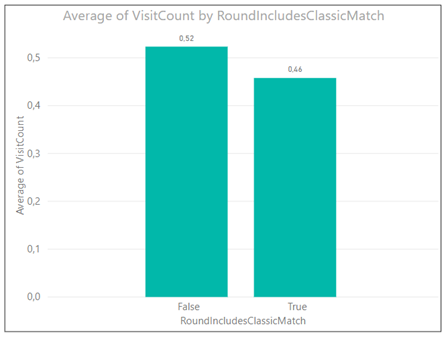 Average of VisitCount by RoundIncludesClassicMatch
0,52
0,46
0,5
0,4
0,3
0,2
0,1
0,0
Average of VisitCount
False
True
RoundIncludesClassicMatch